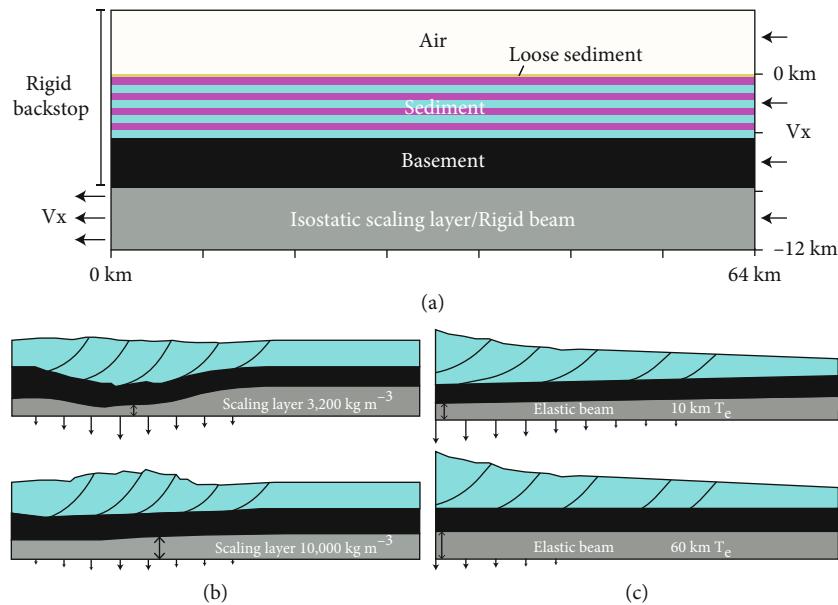 Air
Loose sediment
0 km
Rigid
backstop
Sediment
Vx
Basement
Vx
Isostatic scaling layer/Rigid beam
–12 km
0 km
64 km
(a)
Scaling layer 3,200 kg m⁻³
Elastic beam 10 km Tₑ
Scaling layer 10,000 kg m⁻³
Elastic beam 60 km Tₑ
(b)
(c)